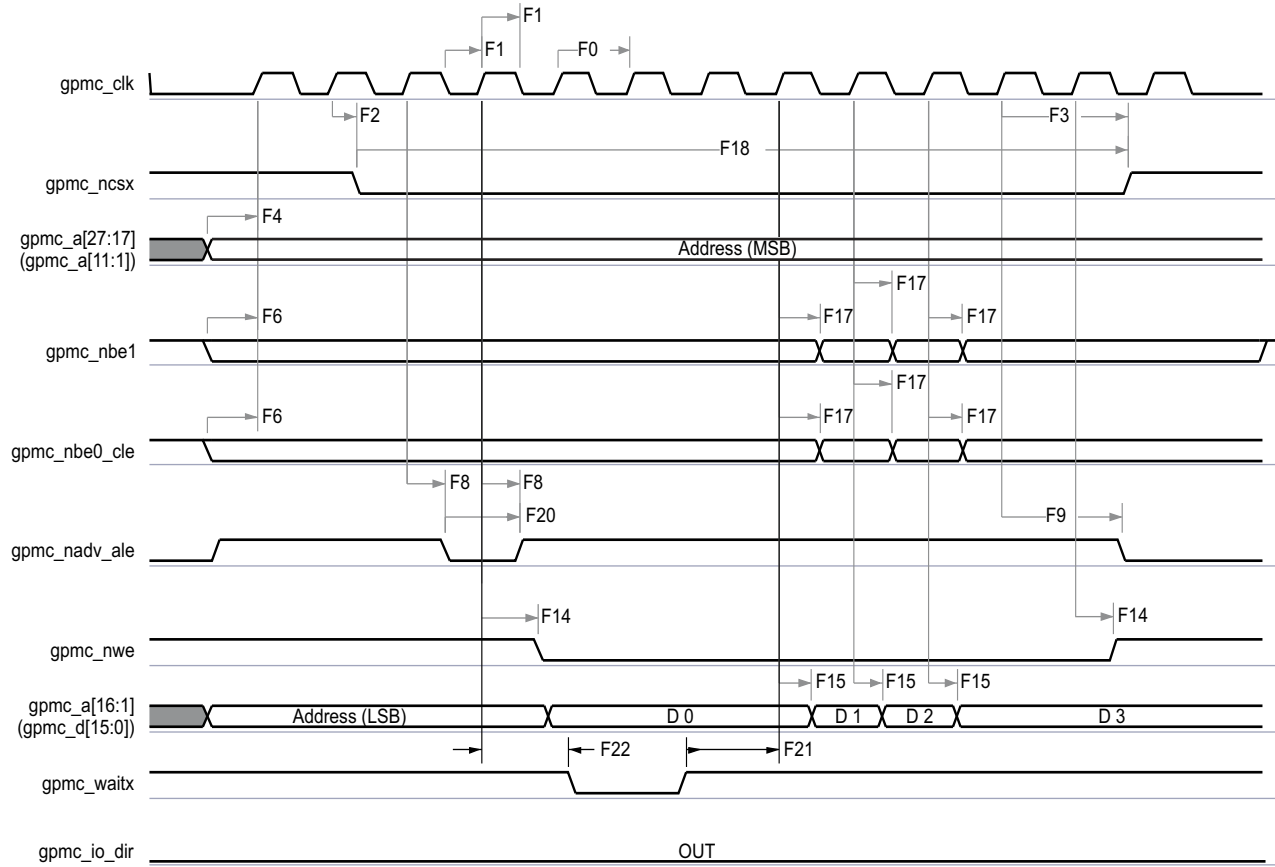 F1
F1 F0
gpmc_clk
F2 F3
F18
gpmc_ncsx
F4
gpmc_a[27:17]
(gpmc_a[11:1])
Address (MSB)
F17
F6 F17 F17
gpmc_nbe1
F17
F6 F17 F17
gpmc_nbe0_cle
F8 F8
F20 F9
gpmc_nadv_ale
F14 F14
gpmc_nwe
F15 F15 F15
gpmc_a[16:1]
(gpmc_d[15:0])
Address (LSB) D 0 D 1 D 2 D 3
F22 F21
gpmc_waitx
gpmc_io_dir OUT